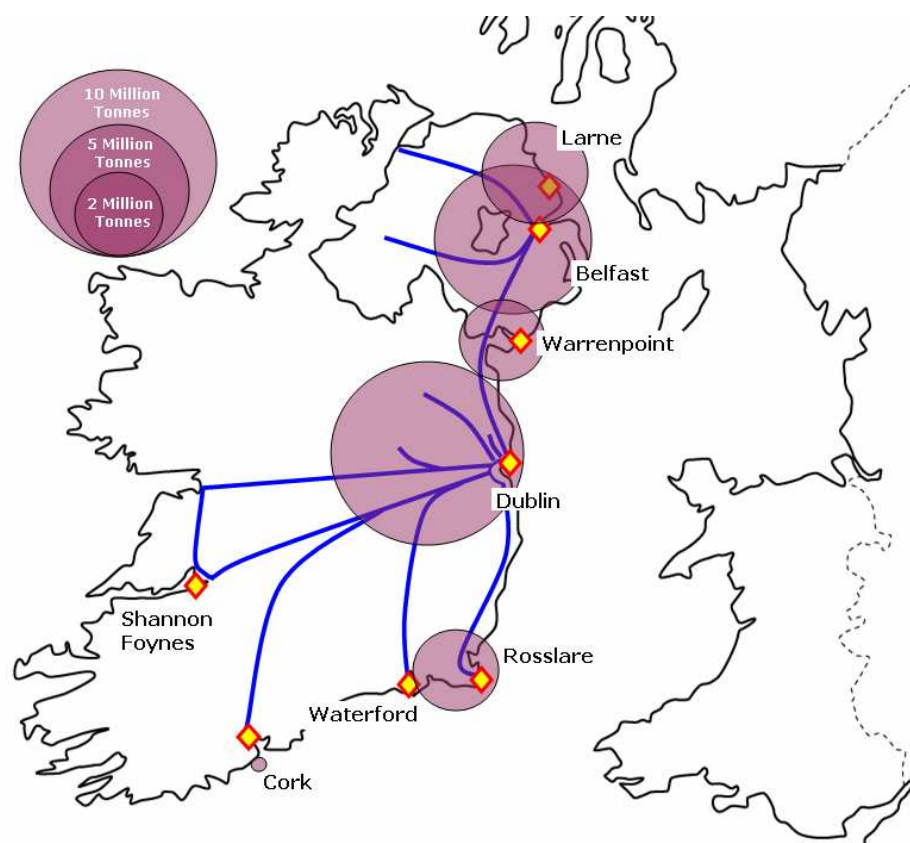 10 Million
Tonnes
5 Million
Tonnes
2 Million
Tonnes
Larne
Belfast
Warrenpoint
Dublin
Shannon
Foynes
Rosslare
Waterford
Cork